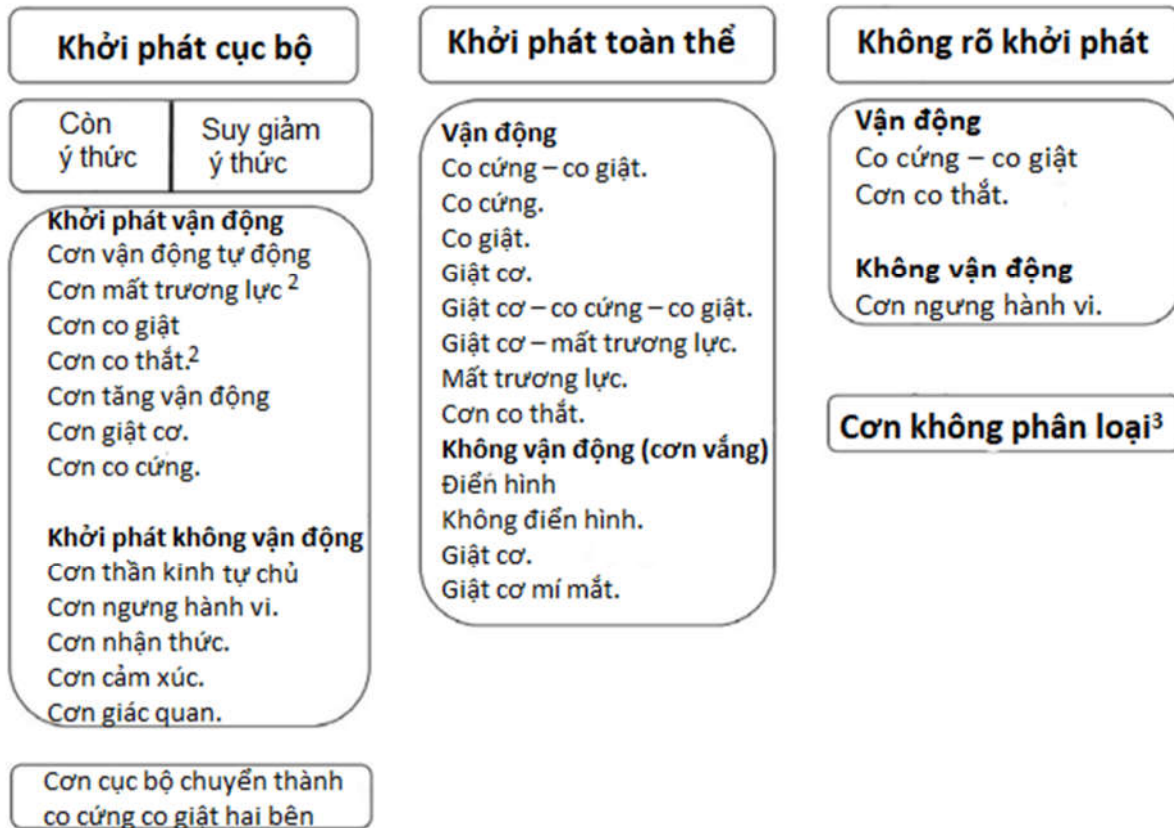 Khởi phát cục bộ
Còn
ý thức
Suy giảm
ý thức
Khởi phát vận động
Cơn vận động tự động
Cơn mất trương lực ²
Cơn co giật
Cơn co thắt.²
Cơn tăng vận động
Cơn giật cơ.
Cơn co cứng.
Khởi phát không vận động
Cơn thần kinh tự chủ
Cơn ngưng hành vi.
Cơn nhận thức.
Cơn cảm xúc.
Cơn giác quan.
Cơn cục bộ chuyển thành
co cứng co giật hai bên
Khởi phát toàn thể
Vận động
Co cứng – co giật.
Co cứng.
Co giật.
Giật cơ.
Giật cơ – co cứng – co giật.
Giật cơ – mất trương lực.
Mất trương lực.
Cơn co thắt.
Không vận động (cơn vắng)
Điển hình
Không điển hình.
Giật cơ.
Giật cơ mí mắt.
Không rõ khởi phát
Vận động
Co cứng – co giật
Cơn co thắt.
Không vận động
Cơn ngưng hành vi.
Cơn không phân loại³